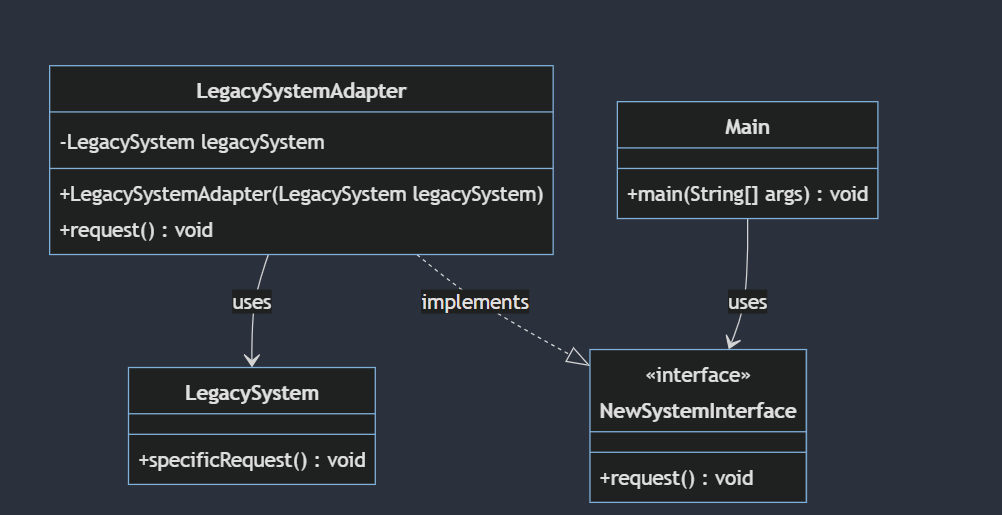 LegacySystemAdapter
-LegacySystem legacySystem
+LegacySystemAdapter(LegacySystem legacySystem)
+request() : void
Main
+main(String[] args) : void
uses
implements
uses
LegacySystem
+specificRequest() : void
«interface»
NewSystemInterface
+request() : void